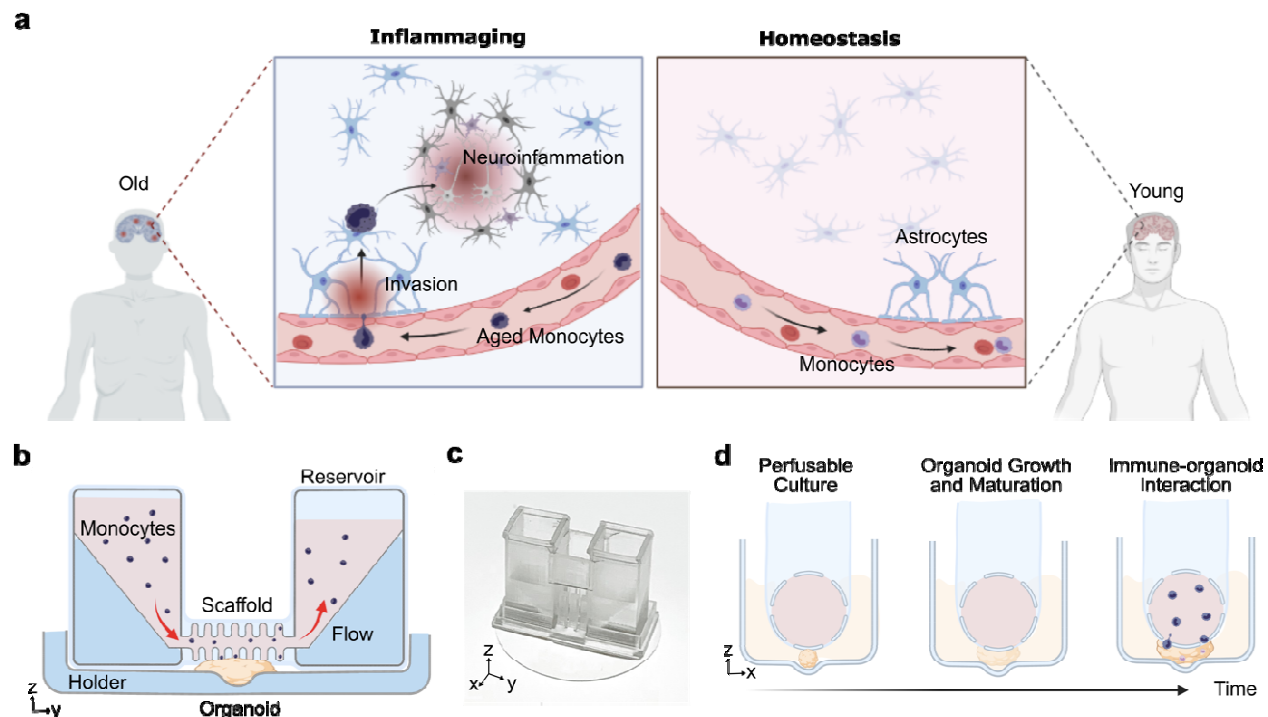 a
Inflammaging
Homeostasis
Neuroinfammation
Old
Young
Astrocytes
Invasion
Aged Monocytes
Monocytes
b
Reservoir
Monocytes
Scaffold
Flow
Holder
z
y
Organoid
c
z
x
y
d
Perfusable
Culture
Organoid Growth
and Maturation
Immune-organoid
Interaction
z
x
Time